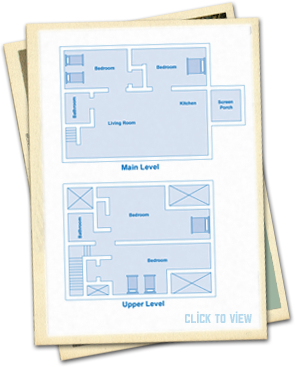 Bedroom
Bedroom
Bathroom
Kitchen
Screen
Porch
Living Room
Main Level
Bedroom
Bathroom
Bedroom
Upper Level
CLICK TO VIEW